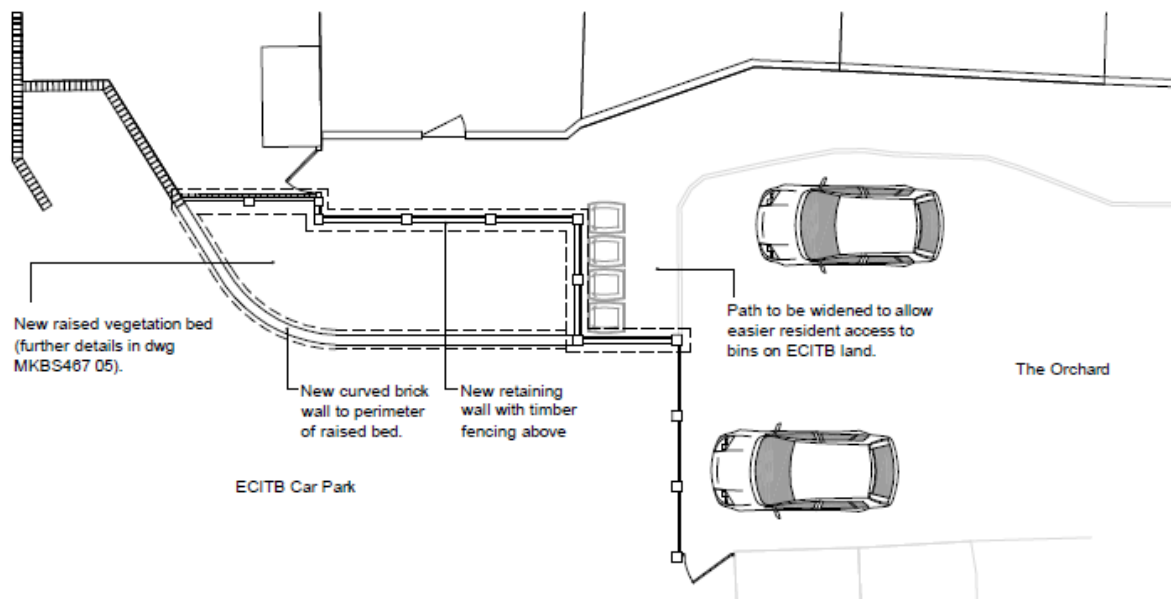 New raised vegetation bed
(further details in dwg
MKBS467 05).
New curved brick
wall to perimeter
of raised bed.
New retaining
wall with timber
fencing above
Path to be widened to allow
easier resident access to
bins on ECITB land.
The Orchard
ECITB Car Park